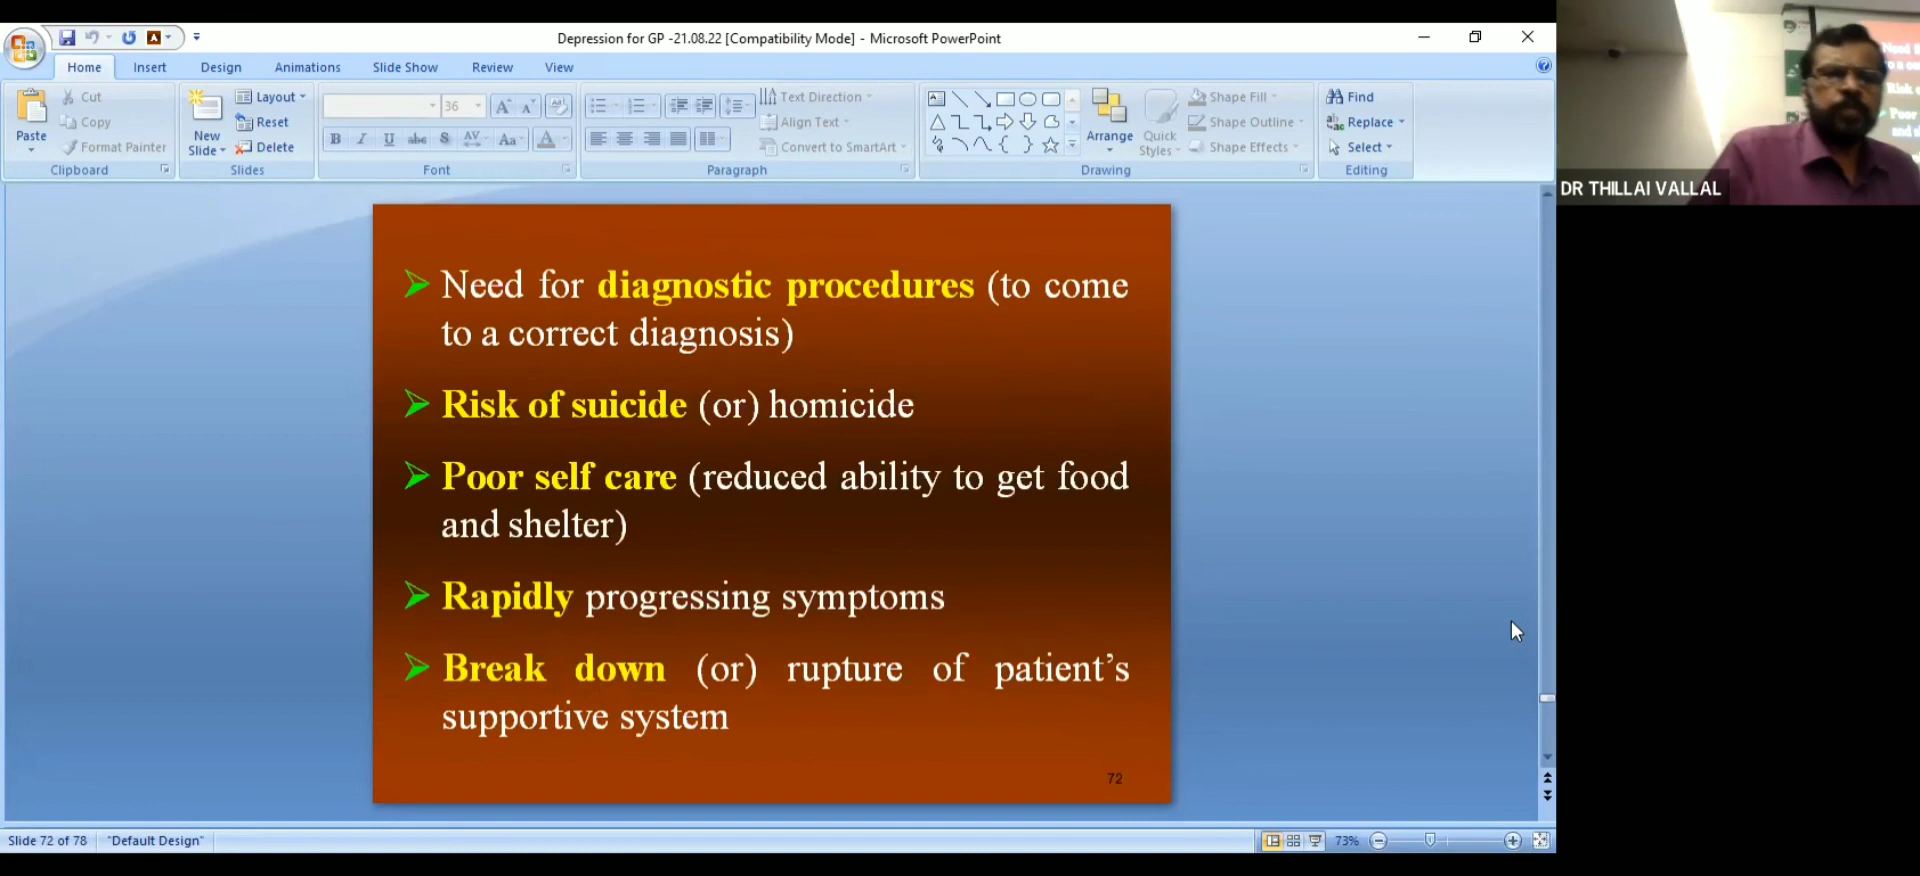 Depression for GP -21.08.22 [Compatibility Mode] - Microsoft PowerPoint
Home Insert Design Animations Slide Show Review View
Paste
Cut
Copy
Format Painter
Clipboard
New
Slide
Layout
Reset
Delete
Slides
36
B I U abc S AV Aa A
Font
Text Direction
Align Text
Convert to SmartArt
Paragraph
Arrange
Quick
Styles
Shape Fill
Shape Outline
Shape Effects
Drawing
Find
Replace
Select
Editing
DR THILLAI VALLAL
Need for diagnostic procedures (to come
to a correct diagnosis)
Risk of suicide (or) homicide
Poor self care (reduced ability to get food
and shelter)
Rapidly progressing symptoms
Break down (or) rupture of patient’s
supportive system
72
Slide 72 of 78 "Default Design" 73%